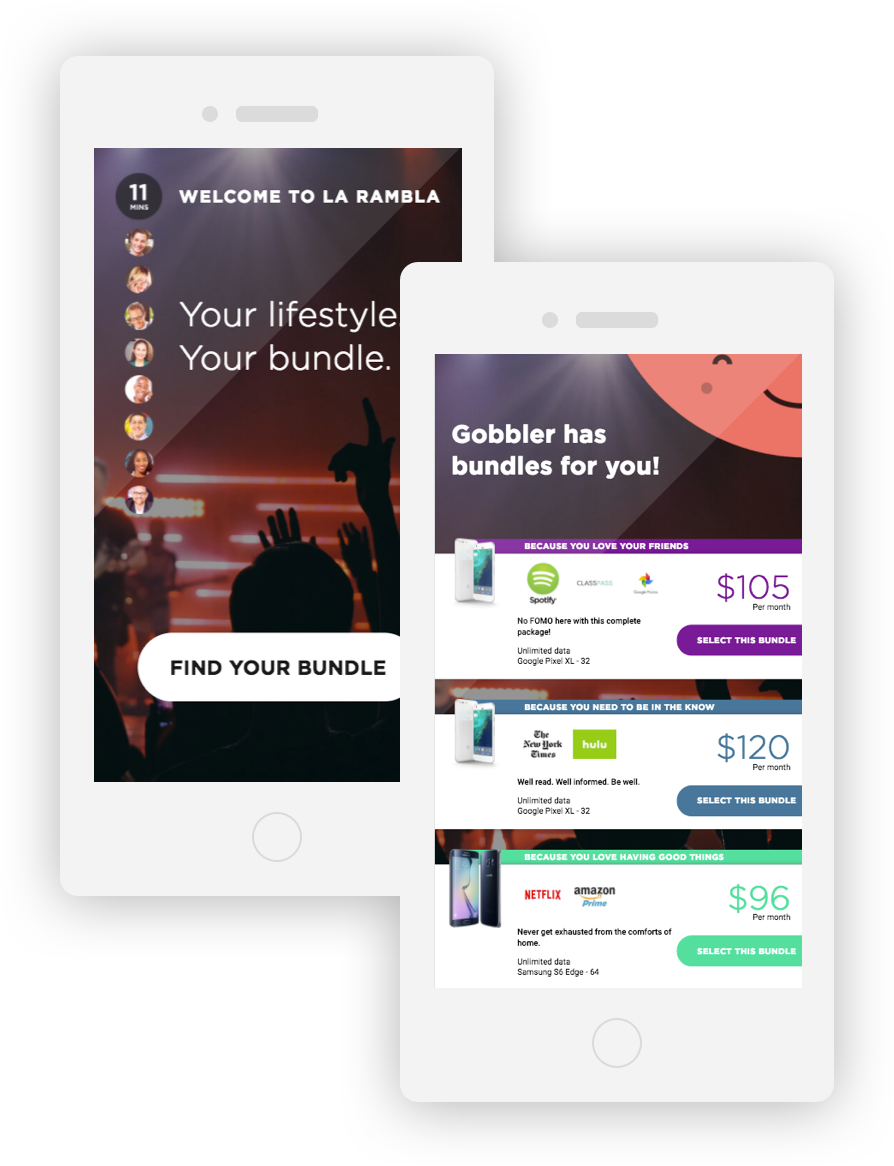 11
MINS
WELCOME TO LA RAMBLA
Your lifestyle.
Your bundle.
FIND YOUR BUNDLE
Gobbler has
bundles for you!
BECAUSE YOU LOVE YOUR FRIENDS
Spotify
CLASSPASS
Google Photos
$105
Per month
No FOMO here with this complete
package!
SELECT THIS BUNDLE
Unlimited data
Google Pixel XL - 32
BECAUSE YOU NEED TO BE IN THE KNOW
The
New York
Times
hulu
$120
Per month
Well read. Well informed. Be well.
SELECT THIS BUNDLE
Unlimited data
Google Pixel XL - 32
BECAUSE YOU LOVE HAVING GOOD THINGS
NETFLIX
amazon
Prime
$96
Per month
Never get exhausted from the comforts of
home.
SELECT THIS BUNDLE
Unlimited data
Samsung S6 Edge - 64